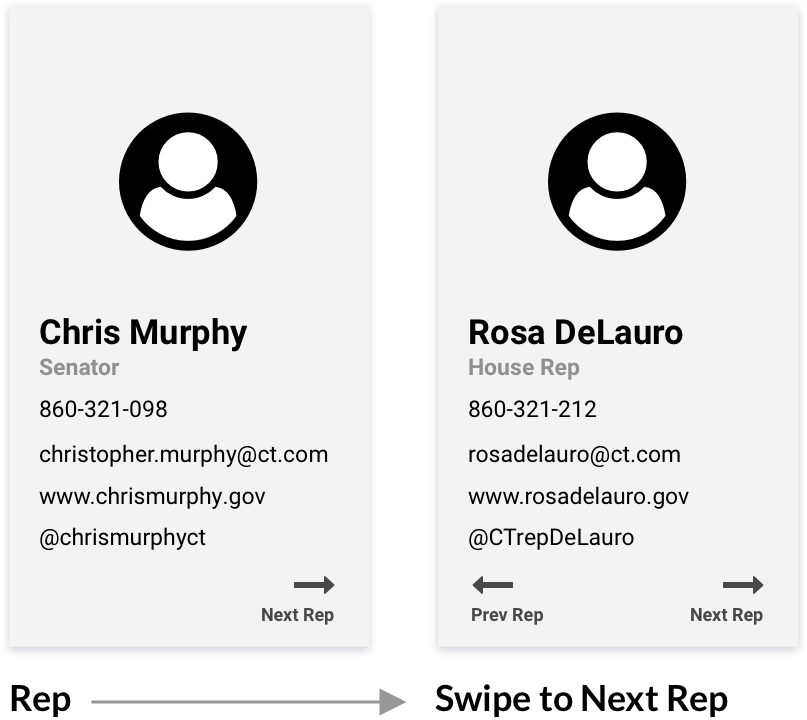 Chris Murphy
Senator
860-321-098
christopher.murphy@ct.com
www.chrismurphy.gov
@chrismurphyct
Next Rep
Rosa DeLauro
House Rep
860-321-212
rosadelauro@ct.com
www.rosadelauro.gov
@CTrepDeLauro
Prev Rep
Next Rep
Rep
Swipe to Next Rep